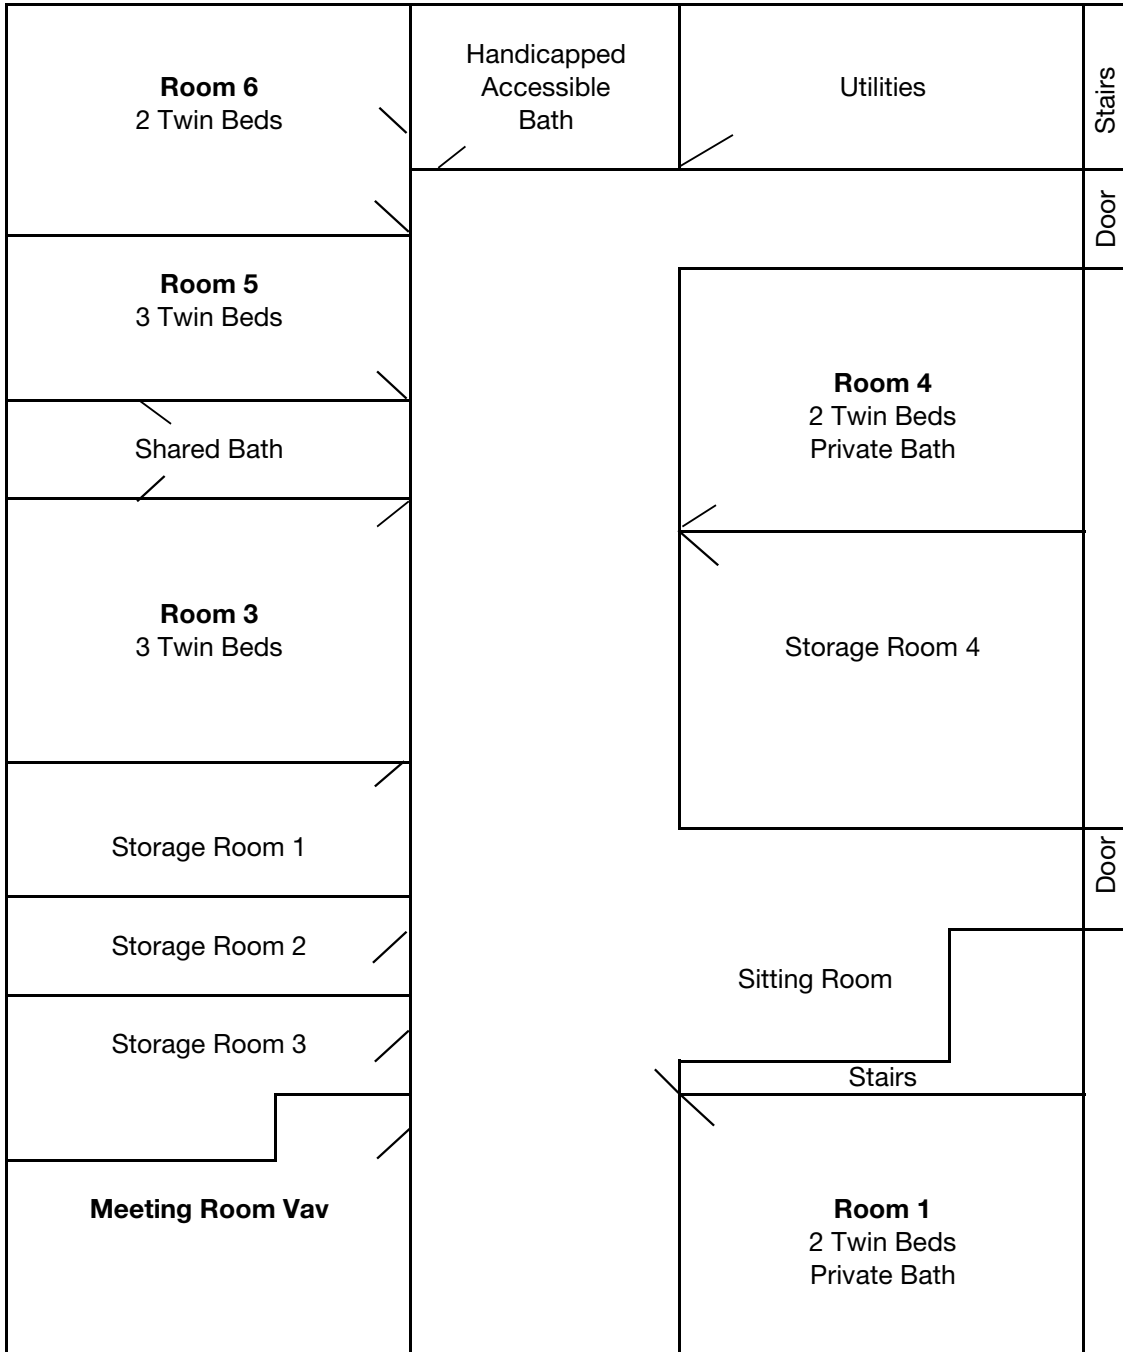 Room 6
2 Twin Beds
Handicapped
Accessible
Bath
Utilities
Stairs
Door
Room 5
3 Twin Beds
Shared Bath
Room 4
2 Twin Beds
Private Bath
Room 3
3 Twin Beds
Storage Room 4
Storage Room 1
Door
Storage Room 2
Sitting Room
Storage Room 3
Stairs
Meeting Room Vav
Room 1
2 Twin Beds
Private Bath